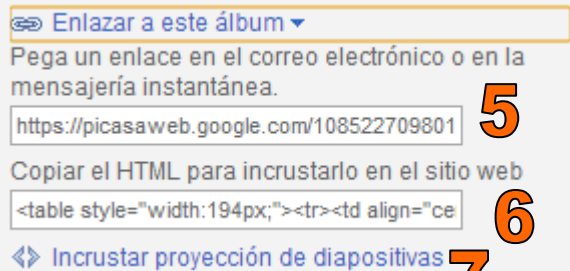 Enlazar a este álbum
Pega un enlace en el correo electrónico o en la
mensajería instantánea.
https://picasaweb.google.com/108522709801
5
Copiar el HTML para incrustarlo en el sitio web
<table style="width:194px;"><tr><td align="ce
6
Incrustar proyección de diapositivas
7